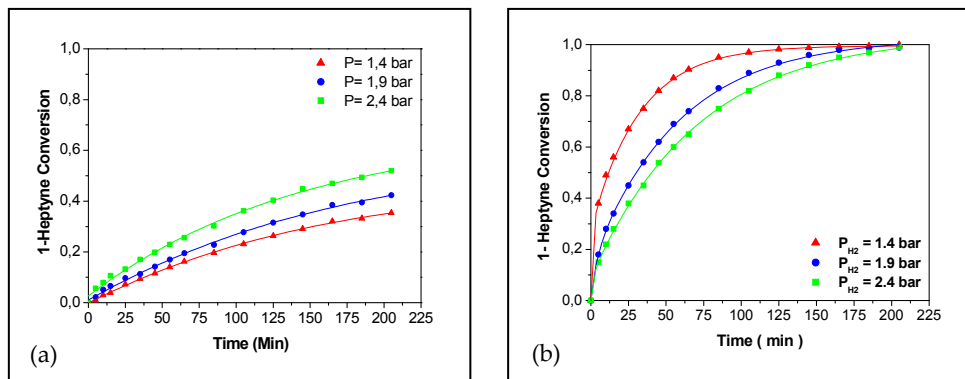 1,0
0,8
0,6
0,4
0,2
0,0
1-Heptyne Conversion
P= 1,4 bar
P= 1,9 bar
P= 2,4 bar
0 25 50 75 100 125 150 175 200 225
Time (Min)
(a)
1,0
0,8
0,6
0,4
0,2
0,0
1- Heptyne Conversion
P_H2 = 1.4 bar
P_H2 = 1.9 bar
P_H2 = 2.4 bar
0 25 50 75 100 125 150 175 200 225
Time ( min )
(b)